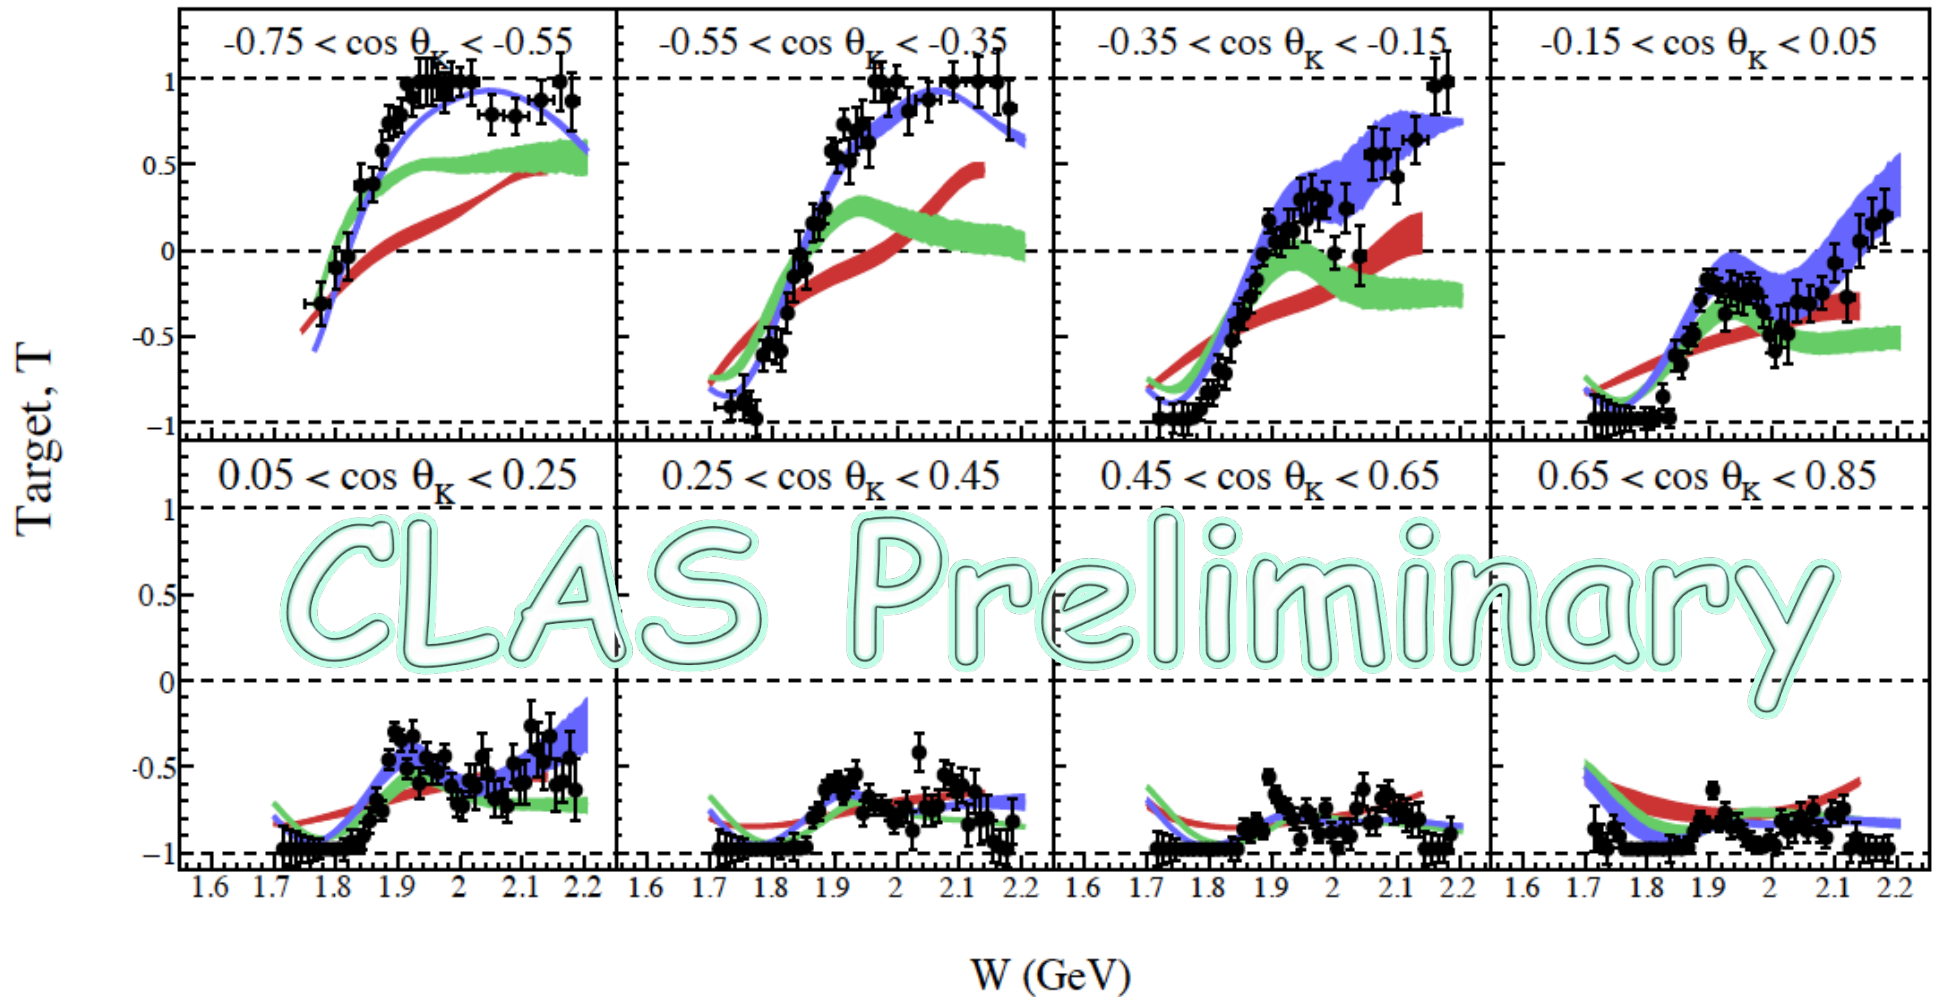 -0.75 < cos θK < -0.55
-0.55 < cos θK < -0.35
-0.35 < cos θK < -0.15
-0.15 < cos θK < 0.05
1
0.5
0
-0.5
−1
Target, T
0.05 < cos θK < 0.25
0.25 < cos θK < 0.45
0.45 < cos θK < 0.65
0.65 < cos θK < 0.85
1
0.5
0
-0.5
−1
CLAS Preliminary
1.6 1.7 1.8 1.9 2 2.1 2.2
1.6 1.7 1.8 1.9 2 2.1 2.2
1.6 1.7 1.8 1.9 2 2.1 2.2
1.6 1.7 1.8 1.9 2 2.1 2.2
W (GeV)